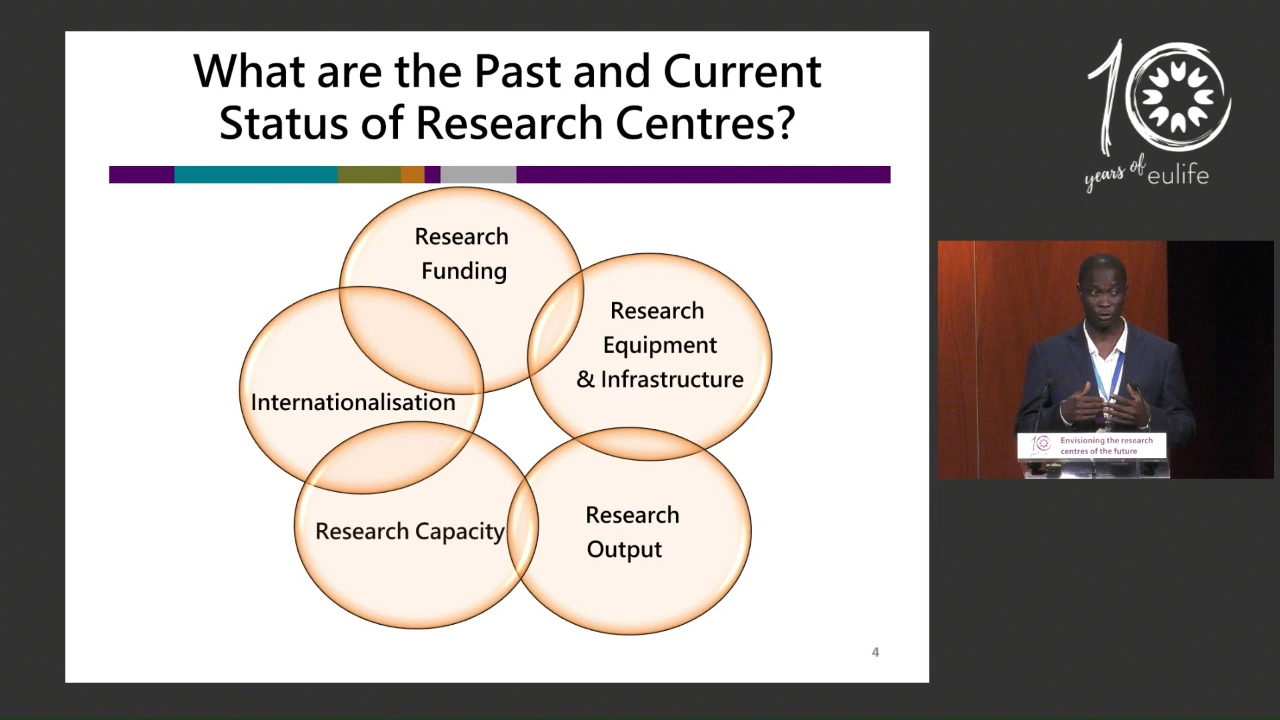 What are the Past and Current
Status of Research Centres?
Research
Funding
Research
Equipment
& Infrastructure
Internationalisation
Research Capacity
Research
Output
4
10
years of eulife
10
Envisioning the research
centres of the future